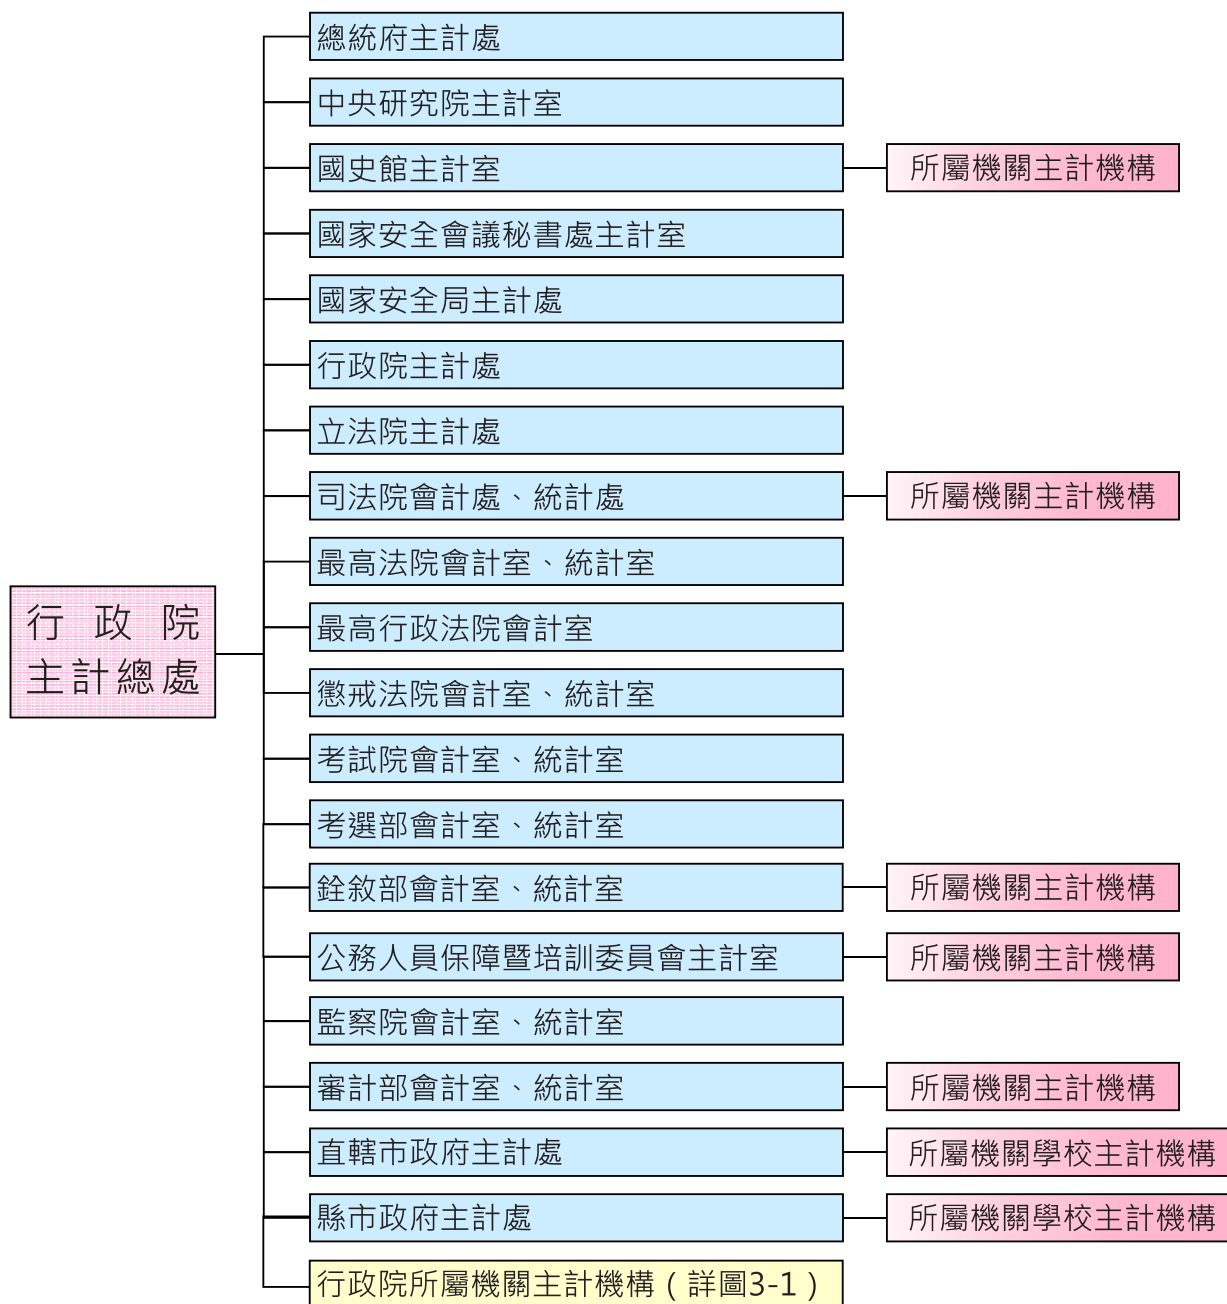 總統府主計處
中央研究院主計室
國史館主計室
所屬機關主計機構
國家安全會議秘書處主計室
國家安全局主計處
行政院主計處
立法院主計處
司法院會計處、統計處
所屬機關主計機構
最高法院會計室、統計室
行政院
主計總處
最高行政法院會計室
懲戒法院會計室、統計室
考試院會計室、統計室
考選部會計室、統計室
銓敘部會計室、統計室
所屬機關主計機構
公務人員保障暨培訓委員會主計室
所屬機關主計機構
監察院會計室、統計室
審計部會計室、統計室
所屬機關主計機構
直轄市政府主計處
所屬機關學校主計機構
縣市政府主計處
所屬機關學校主計機構
行政院所屬機關主計機構（詳圖3-1）